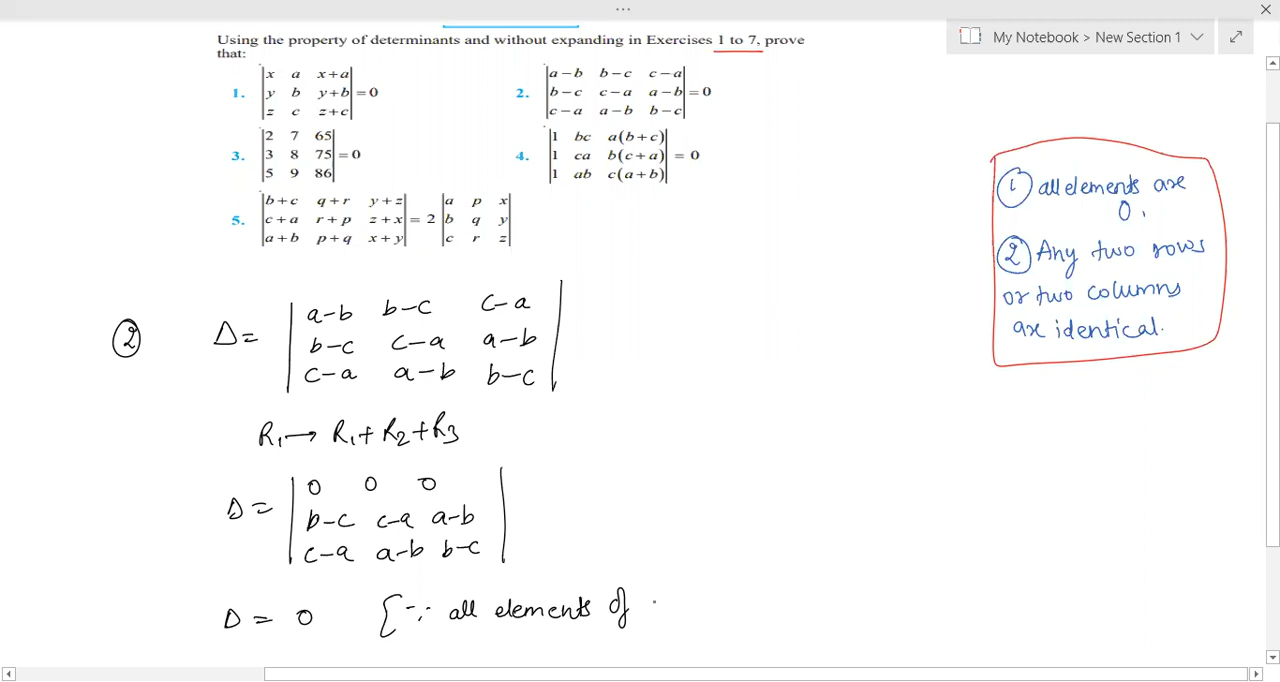 My Notebook > New Section 1
Using the property of determinants and without expanding in Exercises 1 to 7, prove
that:
1. |x a x+a|
|y b y+b| = 0
|z c z+c|
2. |a−b b−c c−a|
|b−c c−a a−b| = 0
|c−a a−b b−c|
3. |2 7 65|
|3 8 75| = 0
|5 9 86|
4. |1 bc a(b+c)|
|1 ca b(c+a)| = 0
|1 ab c(a+b)|
5. |b+c q+r y+z| |a p x|
|c+a r+p z+x| = 2 |b q y|
|a+b p+q x+y| |c r z|
① all elements are
0.
② Any two rows
or two columns
are identical.
② Δ = |a−b b−c c−a|
|b−c c−a a−b|
|c−a a−b b−c|
R₁→ R₁+R₂+R₃
Δ = |0 0 0|
|b−c c−a a−b|
|c−a a−b b−c|
Δ = 0 {∵ all elements of